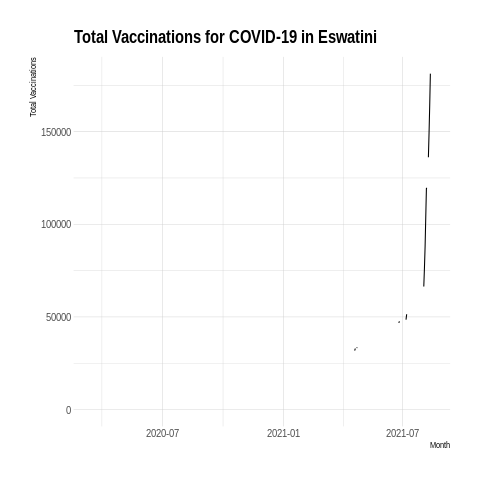 Total Vaccinations for COVID-19 in Eswatini
Total Vaccinations
150000
100000
50000
0
2020-07 2021-01 2021-07
Month